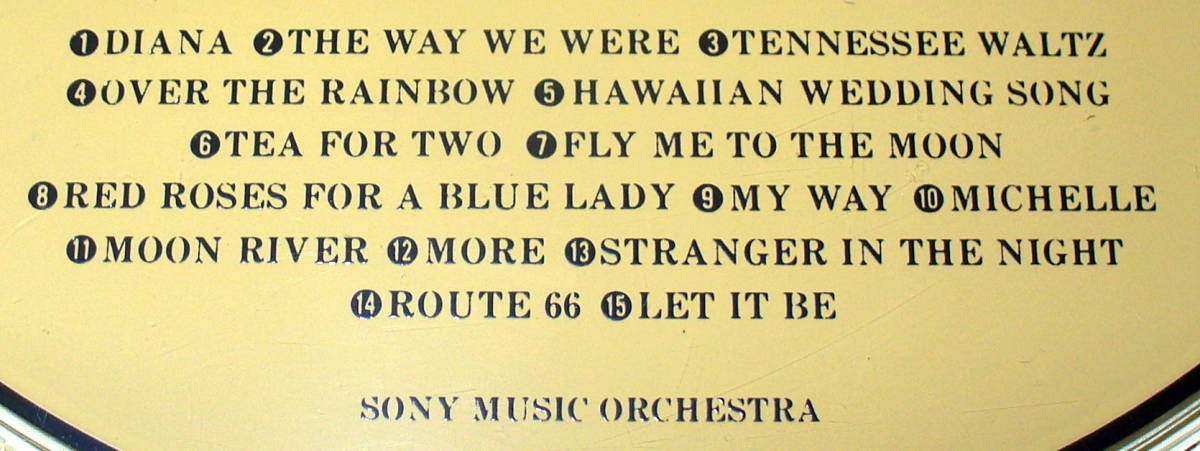 ❶DIANA ❷THE WAY WE WERE ❸TENNESSEE WALTZ
❹OVER THE RAINBOW ❺HAWAIIAN WEDDING SONG
❻TEA FOR TWO ❼FLY ME TO THE MOON
❽RED ROSES FOR A BLUE LADY ❾MY WAY ❿MICHELLE
⓫MOON RIVER ⓬MORE ⓭STRANGER IN THE NIGHT
⓮ROUTE 66 ⓯LET IT BE
SONY MUSIC ORCHESTRA